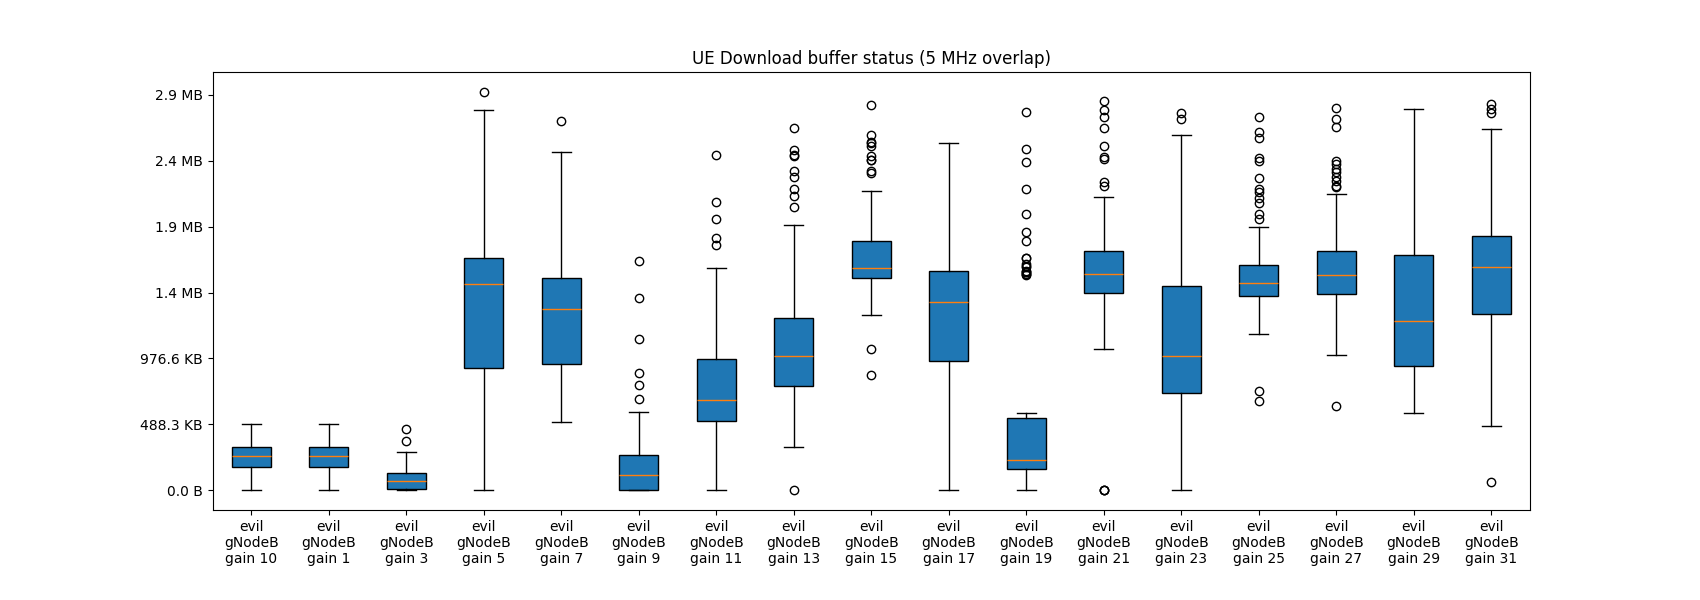 UE Download buffer status (5 MHz overlap)
2.9 MB
2.4 MB
1.9 MB
1.4 MB
976.6 KB
488.3 KB
0.0 B
evil gNodeB gain 10
evil gNodeB gain 1
evil gNodeB gain 3
evil gNodeB gain 5
evil gNodeB gain 7
evil gNodeB gain 9
evil gNodeB gain 11
evil gNodeB gain 13
evil gNodeB gain 15
evil gNodeB gain 17
evil gNodeB gain 19
evil gNodeB gain 21
evil gNodeB gain 23
evil gNodeB gain 25
evil gNodeB gain 27
evil gNodeB gain 29
evil gNodeB gain 31